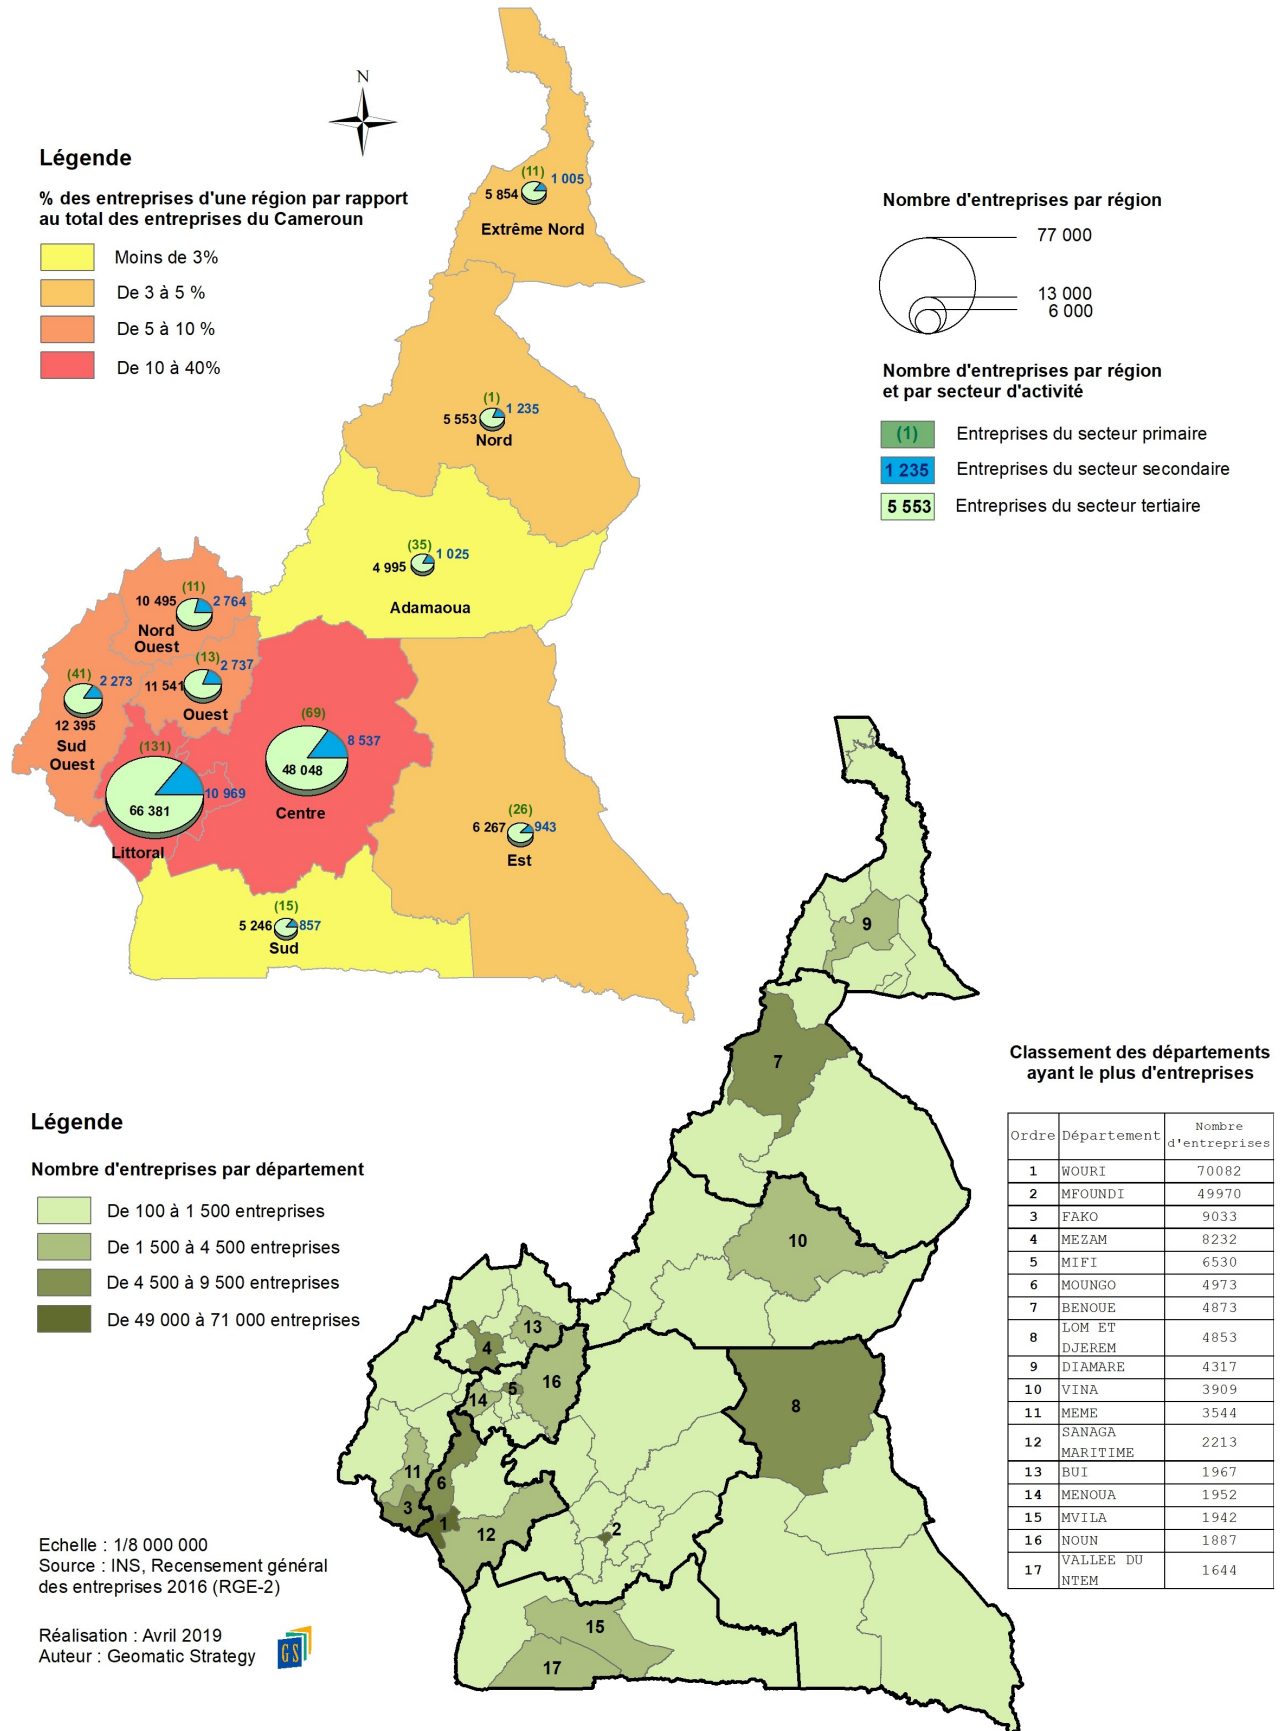 N
Légende
% des entreprises d'une région par rapport
au total des entreprises du Cameroun
Moins de 3%
De 3 à 5 %
De 5 à 10 %
De 10 à 40%
(11)
1 005
5 854
Extrême Nord
(1)
1 235
5 553
Nord
(35)
1 025
4 995
Adamaoua
(11)
10 495
2 764
Nord
Ouest
(13)
2 737
11 541
Ouest
(41)
2 273
12 395
Sud
Ouest
(131)
10 969
66 381
Littoral
(69)
8 537
48 048
Centre
(26)
6 267
943
Est
(15)
5 246
857
Sud
Nombre d'entreprises par région
77 000
13 000
6 000
Nombre d'entreprises par région
et par secteur d'activité
(1) Entreprises du secteur primaire
1 235 Entreprises du secteur secondaire
5 553 Entreprises du secteur tertiaire
Légende
Nombre d'entreprises par département
De 100 à 1 500 entreprises
De 1 500 à 4 500 entreprises
De 4 500 à 9 500 entreprises
De 49 000 à 71 000 entreprises
9
7
10
13
4
16
5
14
8
11
6
3
1
12
2
15
17
Classement des départements
ayant le plus d'entreprises
Ordre Département Nombre
d'entreprises
1 WOURI 70082
2 MFOUNDI 49970
3 FAKO 9033
4 MEZAM 8232
5 MIFI 6530
6 MOUNGO 4973
7 BENOUE 4873
8 LOM ET
DJEREM 4853
9 DIAMARE 4317
10 VINA 3909
11 MEME 3544
12 SANAGA
MARITIME 2213
13 BUI 1967
14 MENOUA 1952
15 MVILA 1942
16 NOUN 1887
17 VALLEE DU
NTEM 1644
Echelle : 1/8 000 000
Source : INS, Recensement général
des entreprises 2016 (RGE-2)
Réalisation : Avril 2019
Auteur : Geomatic Strategy
GS